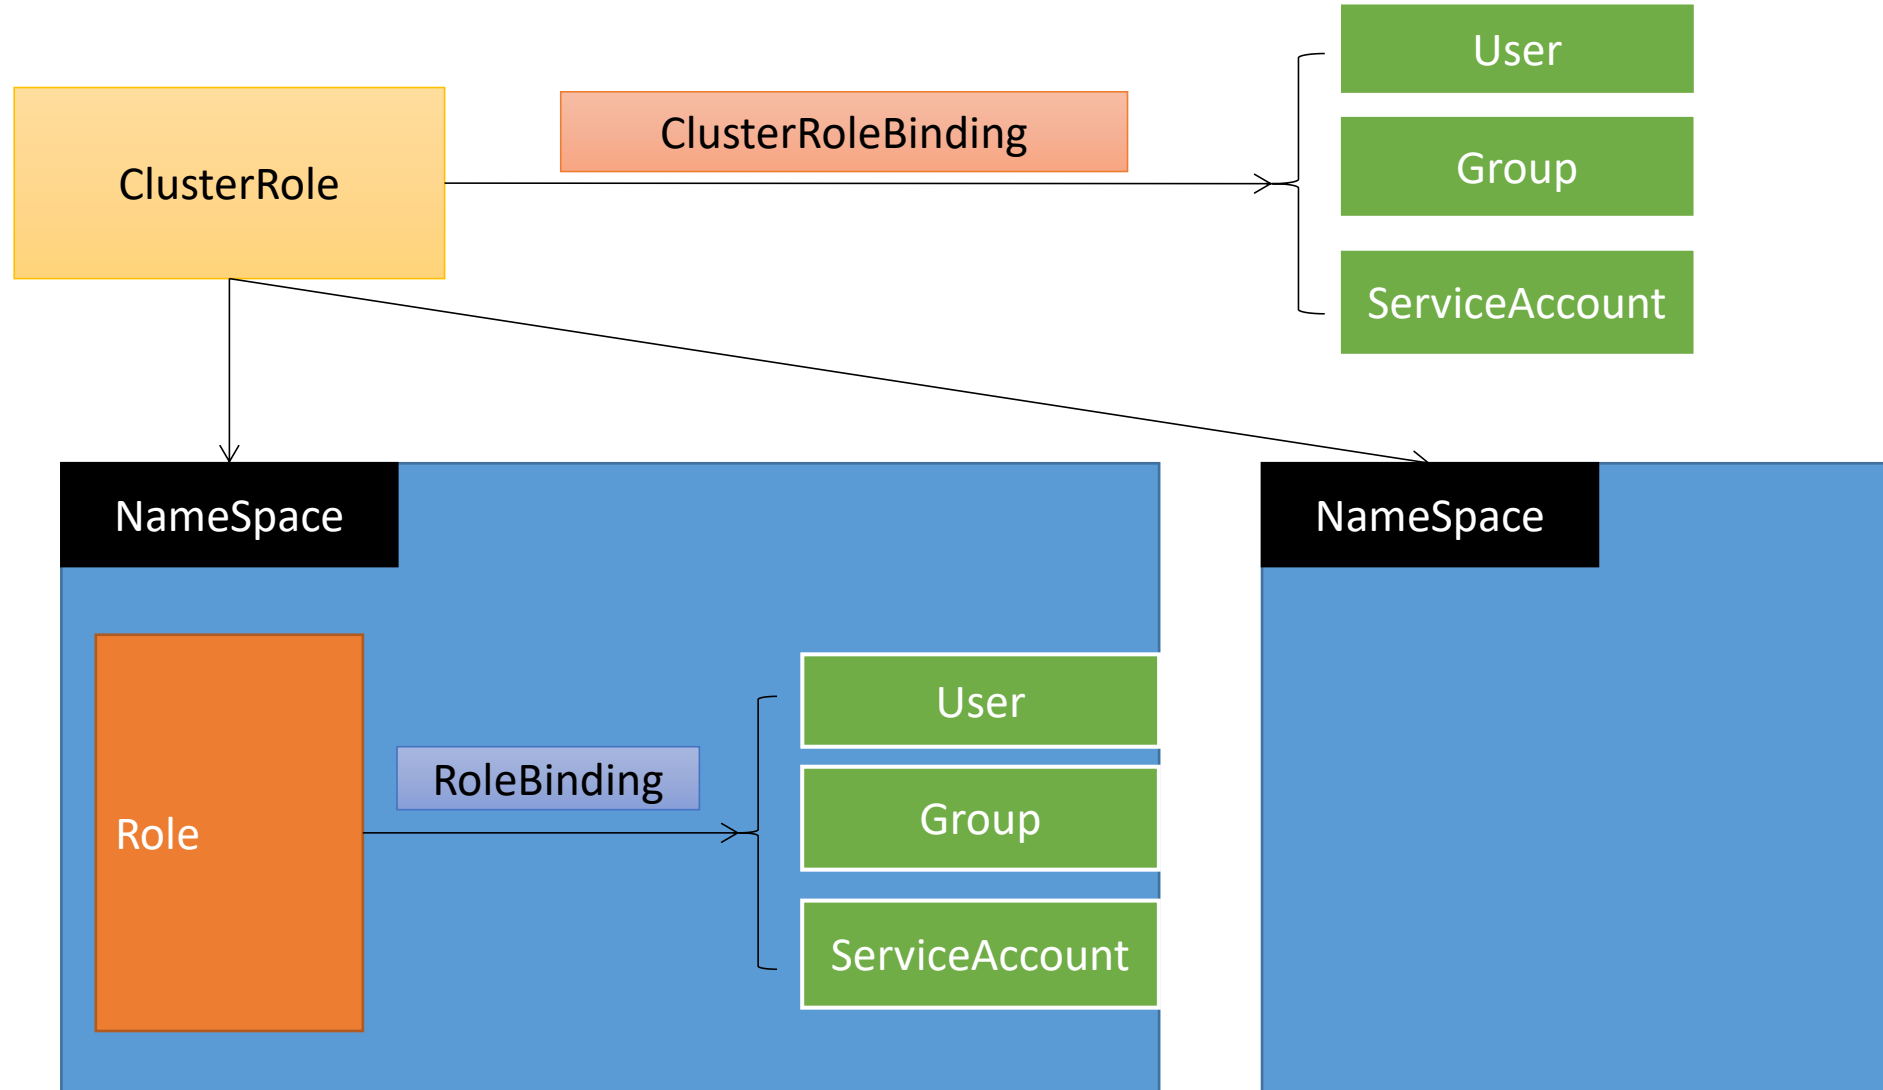 User
ClusterRoleBinding
Group
ClusterRole
ServiceAccount
NameSpace
NameSpace
User
RoleBinding
Group
Role
ServiceAccount